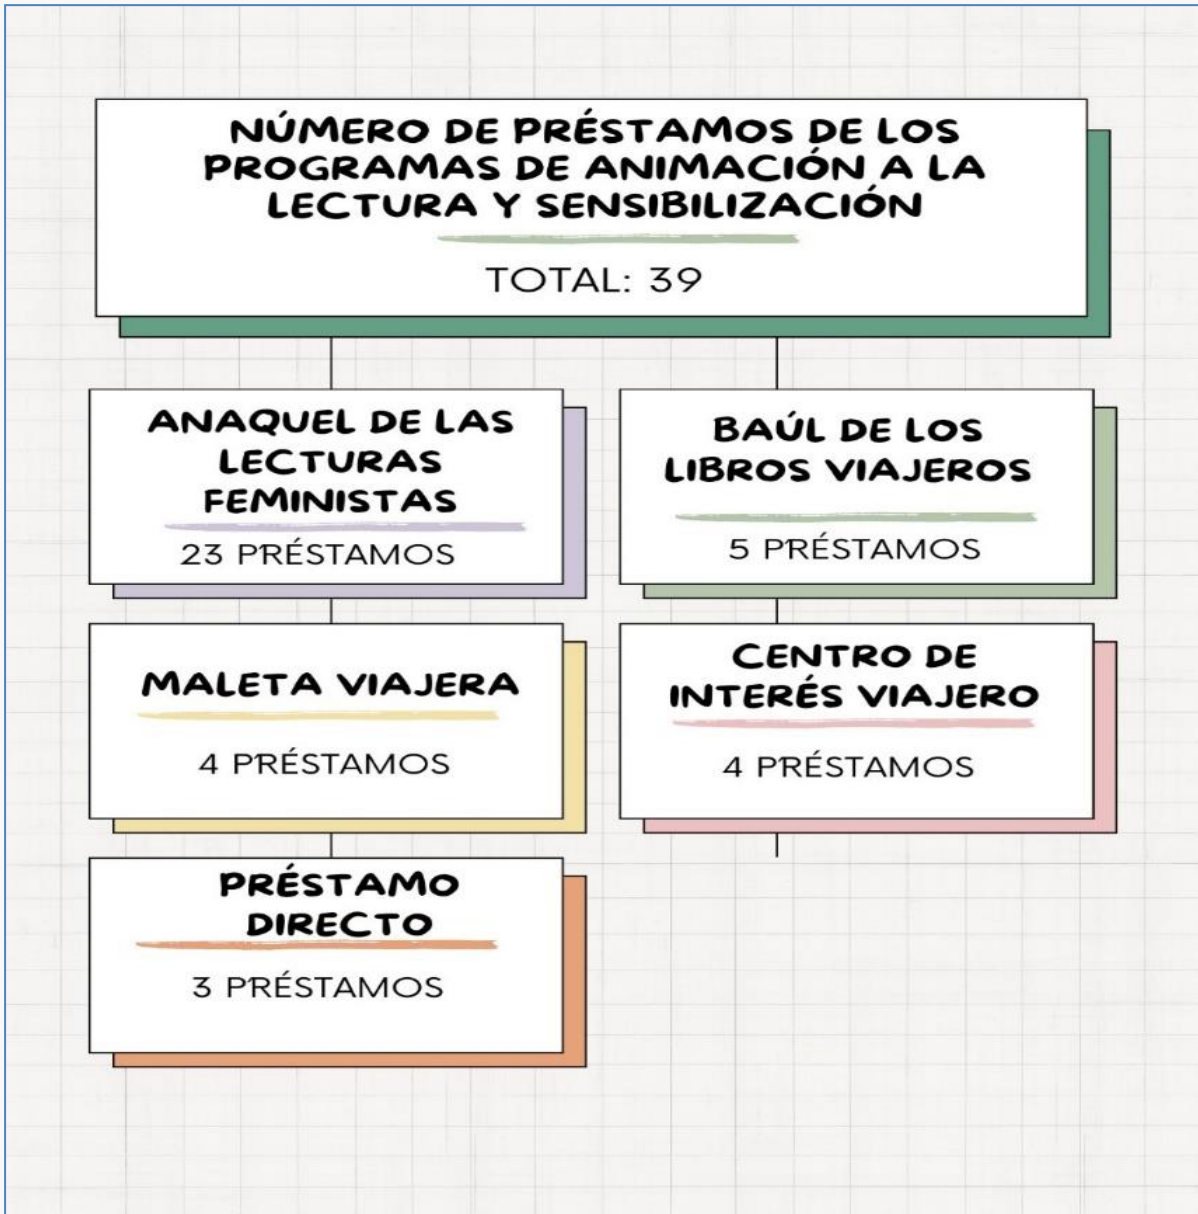 NÚMERO DE PRÉSTAMOS DE LOS
PROGRAMAS DE ANIMACIÓN A LA
LECTURA Y SENSIBILIZACIÓN
TOTAL: 39
ANAQUEL DE LAS
LECTURAS
FEMINISTAS
23 PRÉSTAMOS
BAÚL DE LOS
LIBROS VIAJEROS
5 PRÉSTAMOS
MALETA VIAJERA
4 PRÉSTAMOS
CENTRO DE
INTERÉS VIAJERO
4 PRÉSTAMOS
PRÉSTAMO
DIRECTO
3 PRÉSTAMOS